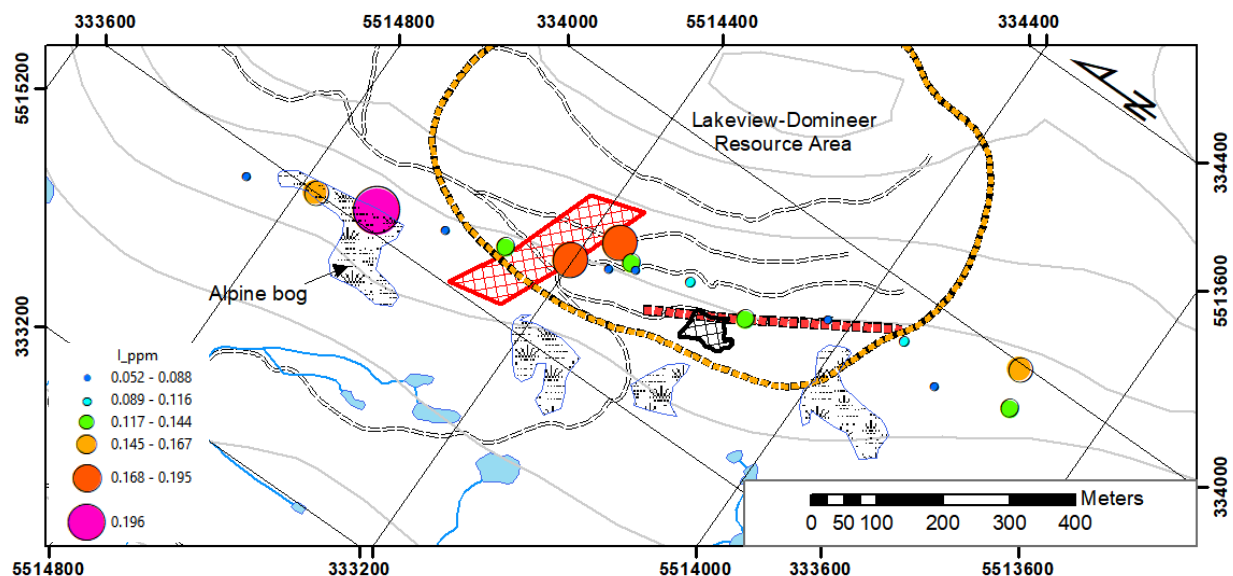 333600
5514800
334000
5514400
334400
5515200
N
Lakeview-Domineer
Resource Area
334400
Alpine bog
5513600
333200
I_ppm
0.052 - 0.088
0.089 - 0.116
0.117 - 0.144
0.145 - 0.167
0.168 - 0.195
0.196
334000
Meters
0 50 100 200 300 400
5514800
333200
5514000
333600
5513600